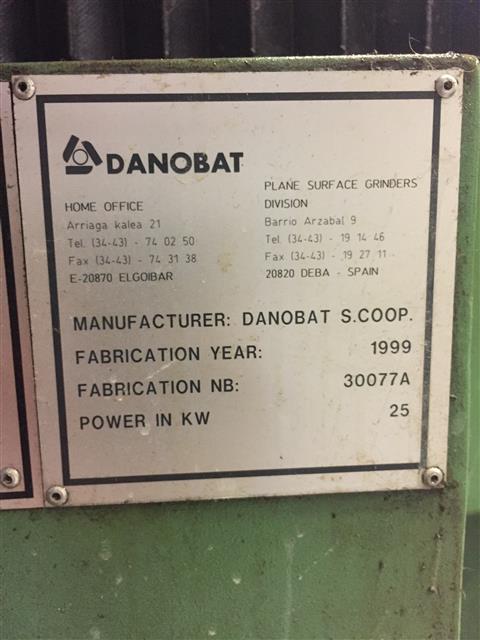 DANOBAT
HOME OFFICE
Arriaga kalea 21
Tel. (34-43) - 74 02 50
Fax (34-43) - 74 31 38
E-20870 ELGOIBAR
PLANE SURFACE GRINDERS
DIVISION
Barrio Arzabal 9
Tel. (34-43) - 19 14 46
Fax (34-43) - 19 27 11
20820 DEBA - SPAIN
MANUFACTURER: DANOBAT S.COOP.
FABRICATION YEAR: 1999
FABRICATION NB: 30077A
POWER IN KW 25